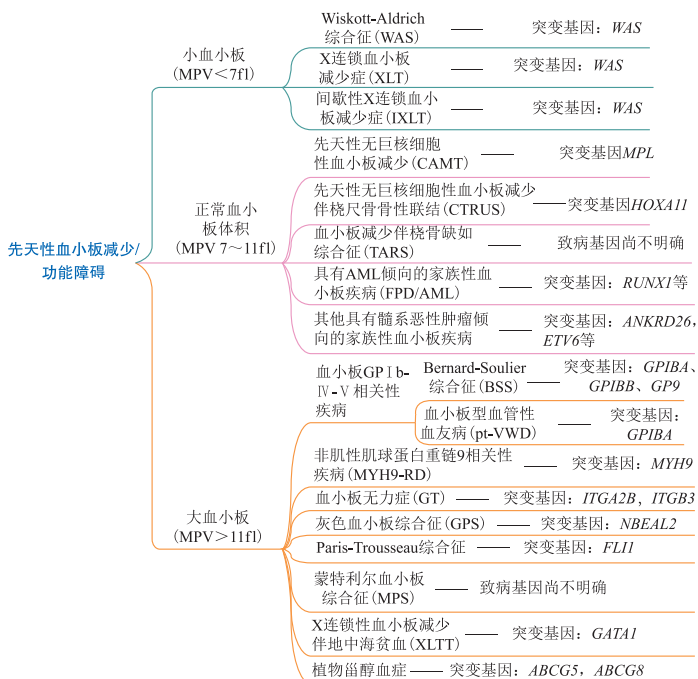 先天性血小板减少/
功能障碍
小血小板
(MPV＜7fl)
Wiskott-Aldrich
综合征(WAS)
突变基因：WAS
X连锁血小板
减少症(XLT)
突变基因：WAS
间歇性X连锁血小
板减少症(IXLT)
突变基因：WAS
正常血小
板体积
(MPV 7～11fl)
先天性无巨核细胞
性血小板减少(CAMT)
突变基因MPL
先天性无巨核细胞性血小板减少
伴桡尺骨骨性联结(CTRUS)
突变基因HOXA11
血小板减少伴桡骨缺如
综合征(TARS)
致病基因尚不明确
具有AML倾向的家族性血
小板疾病(FPD/AML)
突变基因：RUNX1等
其他具有髓系恶性肿瘤倾
向的家族性血小板疾病
突变基因：ANKRD26，
ETV6等
大血小板
(MPV>11fl)
血小板GPⅠb-
Ⅳ-Ⅴ相关性
疾病
Bernard-Soulier
综合征(BSS)
突变基因：GPIBA、
GPIBB、GP9
血小板型血管性
血友病(pt-VWD)
突变基因：
GPIBA
非肌性肌球蛋白重链9相关性
疾病(MYH9-RD)
突变基因：MYH9
血小板无力症(GT)
突变基因：ITGA2B，ITGB3
灰色血小板综合征(GPS)
突变基因：NBEAL2
Paris-Trousseau综合征
突变基因：FLI1
蒙特利尔血小板
综合征(MPS)
致病基因尚不明确
X连锁性血小板减少
伴地中海贫血(XLTT)
突变基因：GATA1
植物甾醇血症
突变基因：ABCG5，ABCG8